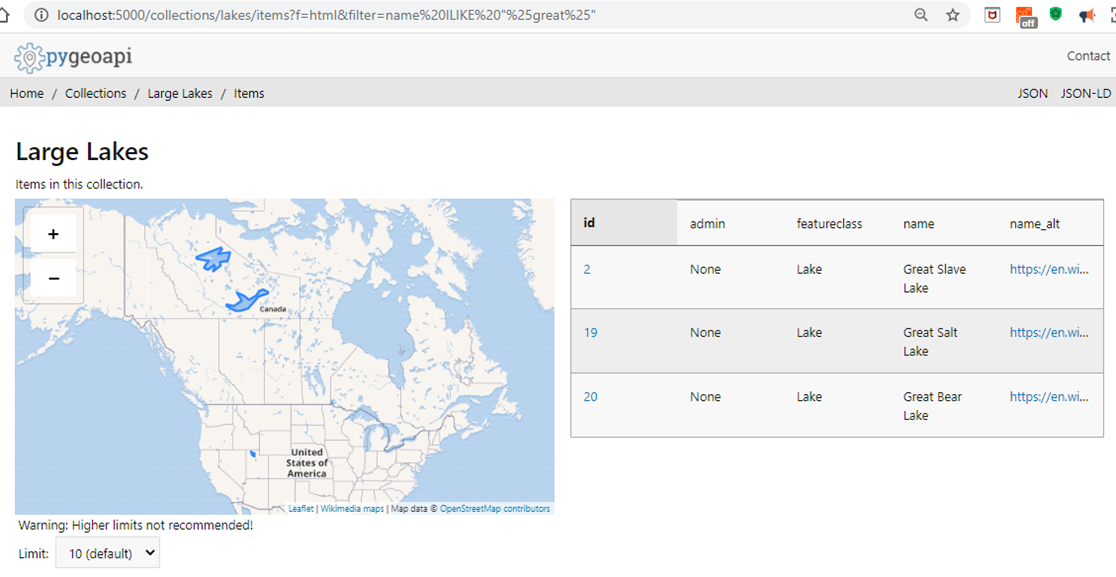 localhost:5000/collections/lakes/items?f=html&filter=name%20ILIKE%20"%25great%25"
off
pygeoapi
Contact
Home / Collections / Large Lakes / Items
JSON JSON-LD
Large Lakes
Items in this collection.
+
−
Canada
United
States of
America
Leaflet | Wikimedia maps | Map data © OpenStreetMap contributors
Warning: Higher limits not recommended!
Limit: 10 (default)
id admin featureclass name name_alt
2 None Lake Great Slave Lake https://en.wi...
19 None Lake Great Salt Lake https://en.wi...
20 None Lake Great Bear Lake https://en.wi...